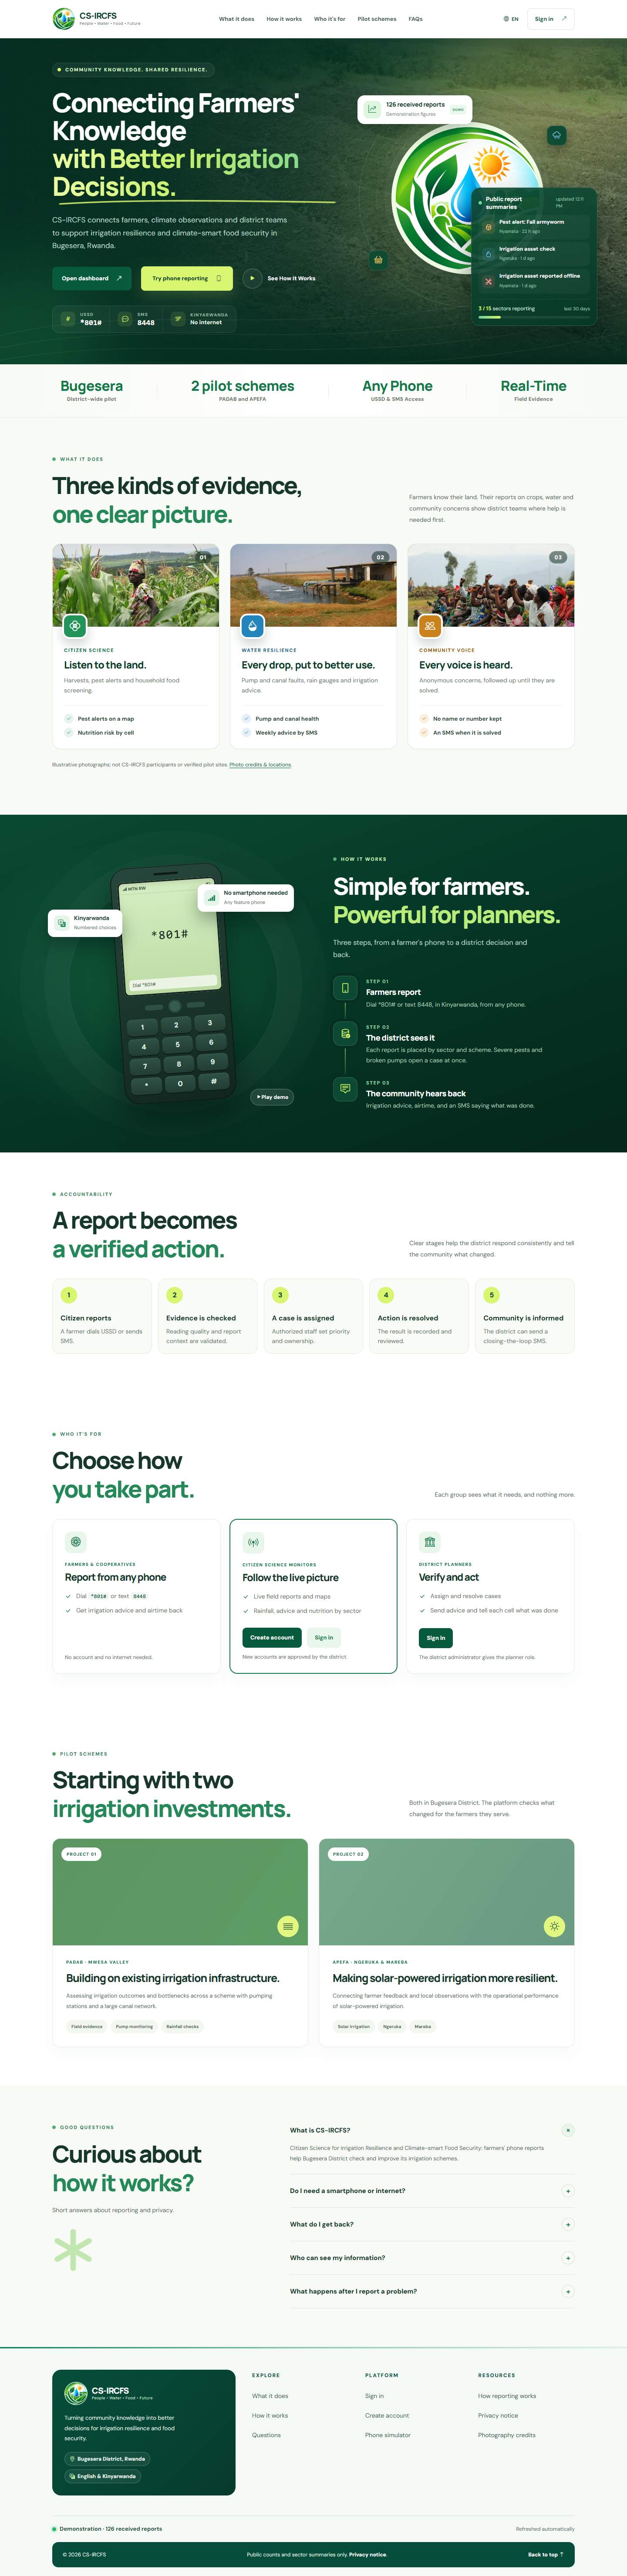 CS-IRCFS
People • Water • Food • Future
What it does
How it works
Who it's for
Pilot schemes
FAQs
EN
Sign in
COMMUNITY KNOWLEDGE. SHARED RESILIENCE.
Connecting Farmers'
Knowledge
with Better Irrigation
Decisions.
CS-IRCFS connects farmers, climate observations and district teams
to support irrigation resilience and climate-smart food security in
Bugesera, Rwanda.
Open dashboard
Try phone reporting
See How It Works
USSD
*801#
SMS
8448
KINYARWANDA
No internet
126 received reports
Demonstration figures
DEMO
Public report
summaries
updated 12:11
PM
Pest alert: Fall armyworm
Nyamata · 22 h ago
Irrigation asset check
Ngeruka · 1 d ago
Irrigation asset reported offline
Nyamata · 1 d ago
3 / 15 sectors reporting
last 30 days
Bugesera
District-wide pilot
2 pilot schemes
PADAB and APEFA
Any Phone
USSD & SMS Access
Real-Time
Field Evidence
WHAT IT DOES
Three kinds of evidence,
one clear picture.
Farmers know their land. Their reports on crops, water and
community concerns show district teams where help is
needed first.
01
CITIZEN SCIENCE
Listen to the land.
Harvests, pest alerts and household food
screening.
Pest alerts on a map
Nutrition risk by cell
02
WATER RESILIENCE
Every drop, put to better use.
Pump and canal faults, rain gauges and irrigation
advice.
Pump and canal health
Weekly advice by SMS
03
COMMUNITY VOICE
Every voice is heard.
Anonymous concerns, followed up until they are
solved.
No name or number kept
An SMS when it is solved
Illustrative photographs; not CS-IRCFS participants or verified pilot sites. Photo credits & locations.
MTN RW
*801#
Dial *801#
1
2
3
4
5
6
7
8
9
*
0
#
Kinyarwanda
Numbered choices
No smartphone needed
Any feature phone
Play demo
HOW IT WORKS
Simple for farmers.
Powerful for planners.
Three steps, from a farmer's phone to a district decision and
back.
STEP 01
Farmers report
Dial *801# or text 8448, in Kinyarwanda, from any phone.
STEP 02
The district sees it
Each report is placed by sector and scheme. Severe pests and
broken pumps open a case at once.
STEP 03
The community hears back
Irrigation advice, airtime, and an SMS saying what was done.
ACCOUNTABILITY
A report becomes
a verified action.
Clear stages help the district respond consistently and tell
the community what changed.
1
Citizen reports
A farmer dials USSD or sends
SMS.
2
Evidence is checked
Reading quality and report
context are validated.
3
A case is assigned
Authorized staff set priority
and ownership.
4
Action is resolved
The result is recorded and
reviewed.
5
Community is informed
The district can send a
closing-the-loop SMS.
WHO IT'S FOR
Choose how
you take part.
Each group sees what it needs, and nothing more.
FARMERS & COOPERATIVES
Report from any phone
Dial *801# or text 8448
Get irrigation advice and airtime back
No account and no internet needed.
CITIZEN SCIENCE MONITORS
Follow the live picture
Live field reports and maps
Rainfall, advice and nutrition by sector
Create account
Sign in
New accounts are approved by the district.
DISTRICT PLANNERS
Verify and act
Assign and resolve cases
Send advice and tell each cell what was done
Sign in
The district administrator gives the planner role.
PILOT SCHEMES
Starting with two
irrigation investments.
Both in Bugesera District. The platform checks what
changed for the farmers they serve.
PROJECT 01
PADAB · MWESA VALLEY
Building on existing irrigation infrastructure.
Assessing irrigation outcomes and bottlenecks across a scheme with pumping
stations and a large canal network.
Field evidence
Pump monitoring
Rainfall checks
PROJECT 02
APEFA · NGERUKA & MAREBA
Making solar-powered irrigation more resilient.
Connecting farmer feedback and local observations with the operational performance
of solar-powered irrigation.
Solar irrigation
Ngeruka
Mareba
GOOD QUESTIONS
Curious about
how it works?
Short answers about reporting and privacy.
What is CS-IRCFS?
Citizen Science for Irrigation Resilience and Climate-smart Food Security: farmers' phone reports
help Bugesera District check and improve its irrigation schemes.
Do I need a smartphone or internet?
What do I get back?
Who can see my information?
What happens after I report a problem?
CS-IRCFS
People • Water • Food • Future
Turning community knowledge into better
decisions for irrigation resilience and food
security.
Bugesera District, Rwanda
English & Kinyarwanda
EXPLORE
What it does
How it works
Questions
PLATFORM
Sign in
Create account
Phone simulator
RESOURCES
How reporting works
Privacy notice
Photography credits
Demonstration · 126 received reports
Refreshed automatically
© 2026 CS-IRCFS
Public counts and sector summaries only. Privacy notice.
Back to top ↑